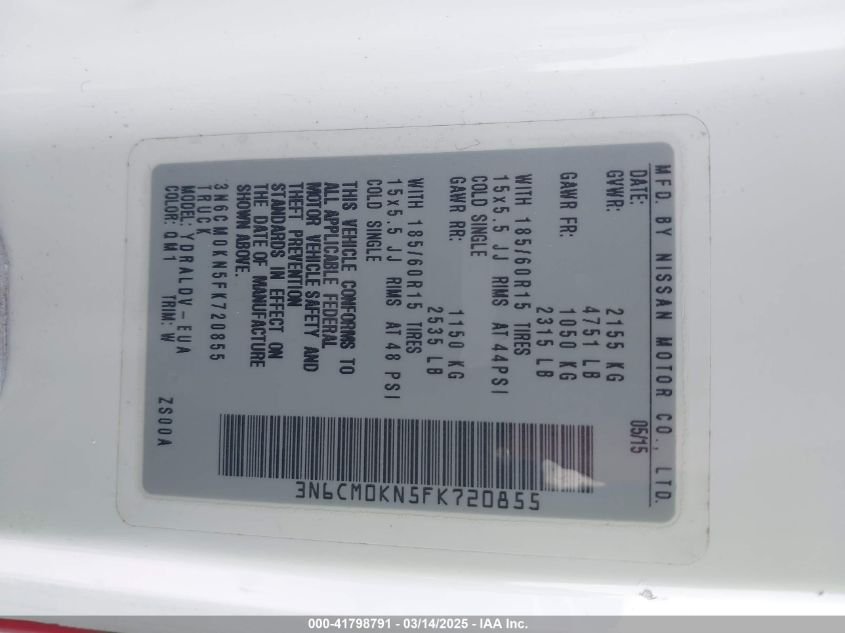 MFD. BY NISSAN MOTOR CO., LTD.
DATE: 05/15
GVWR: 2155 KG
4751 LB
GAWR FR: 1050 KG
2315 LB
WITH 185/60R15 TIRES
15x5.5 JJ RIMS AT 44PSI
COLD SINGLE
GAWR RR: 1150 KG
2535 LB
WITH 185/60R15 TIRES
15x5.5 JJ RIMS AT 48 PSI
COLD SINGLE
THIS VEHICLE CONFORMS TO
ALL APPLICABLE FEDERAL
MOTOR VEHICLE SAFETY AND
THEFT PREVENTION
STANDARDS IN EFFECT ON
THE DATE OF MANUFACTURE
SHOWN ABOVE.
3N6CM0KN5FK720855
TRUCK
MODEL: YDRALDV-EUA
COLOR: QM1 TRIM: W
ZS00A
3N6CM0KN5FK720855
000-41798791 - 03/14/2025 - IAA Inc.